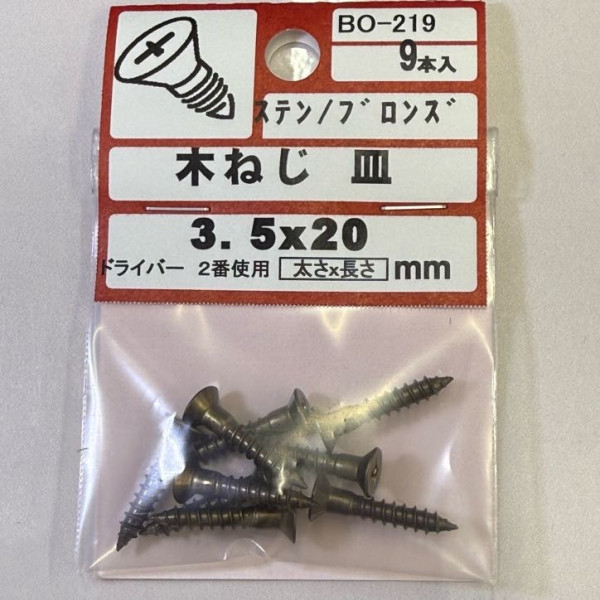 BO-219
9本入
ステン/ブロンズ
木ねじ 皿
3.5x20
ドライバー 2番使用 太さx長さ mm